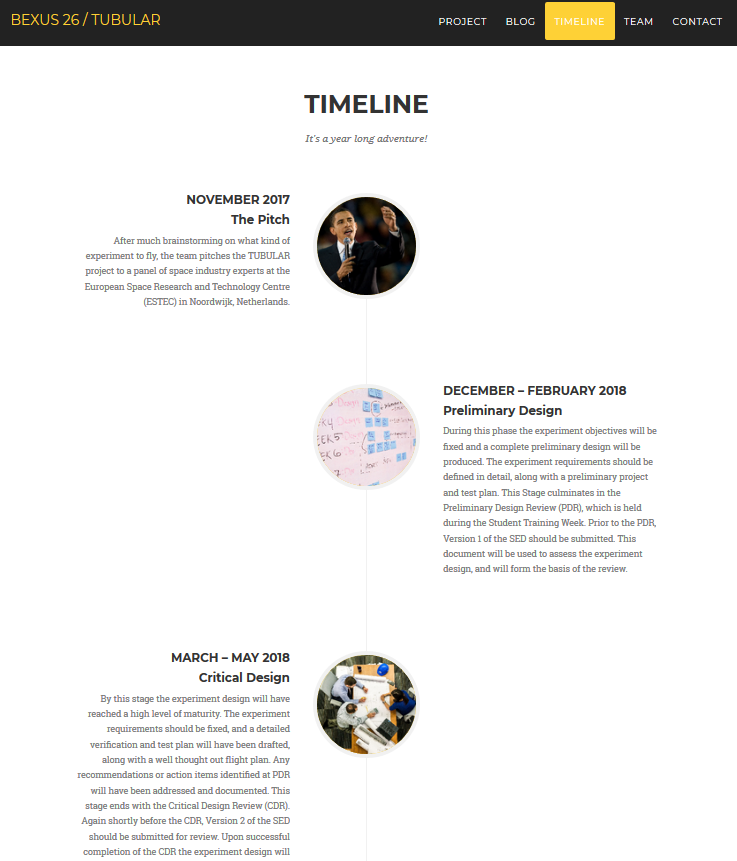 BEXUS 26 / TUBULAR
PROJECT
BLOG
TIMELINE
TEAM
CONTACT
TIMELINE
It's a year long adventure!
NOVEMBER 2017
The Pitch
After much brainstorming on what kind of
experiment to fly, the team pitches the TUBULAR
project to a panel of space industry experts at the
European Space Research and Technology Centre
(ESTEC) in Noordwijk, Netherlands.
DECEMBER – FEBRUARY 2018
Preliminary Design
During this phase the experiment objectives will be
fixed and a complete preliminary design will be
produced. The experiment requirements should be
defined in detail, along with a preliminary project
and test plan. This Stage culminates in the
Preliminary Design Review (PDR), which is held
during the Student Training Week. Prior to the PDR,
Version 1 of the SED should be submitted. This
document will be used to assess the experiment
design, and will form the basis of the review.
EEK5
EK6
MARCH – MAY 2018
Critical Design
By this stage the experiment design will have
reached a high level of maturity. The experiment
requirements should be fixed, and a detailed
verification and test plan will have been drafted,
along with a well thought out flight plan. Any
recommendations or action items identified at PDR
will have been addressed and documented. This
stage ends with the Critical Design Review (CDR).
Again shortly before the CDR, Version 2 of the SED
should be submitted for review. Upon successful
completion of the CDR the experiment design will